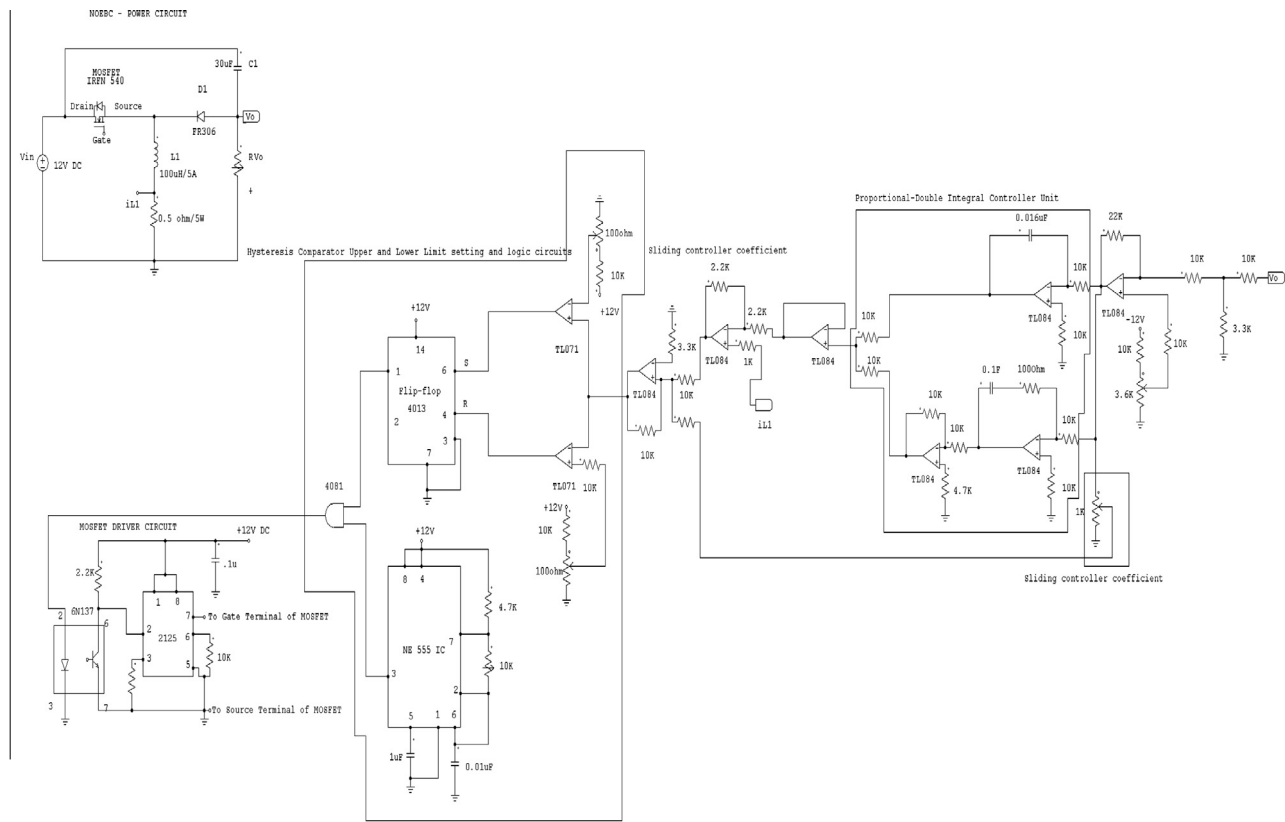 NOEBC - POWER CIRCUIT
30uF
C1
MOSFET
IRFN 540
Drain
Source
D1
Vo
Gate
FR306
Vin
12V DC
L1
100uH/5A
RVo
+
iL1
0.5 ohm/5W
Hysteresis Comparator Upper and Lower Limit setting and logic circuits
100ohm
10K
+12V
+12V
14
1
6
S
Flip-flop
4013
R
2
4
3
7
TL071
TL071
10K
+12V
10K
100ohm
4081
Sliding controller coefficient
2.2K
2.2K
3.3K
TL084
1K
TL084
10K
10K
iL1
TL084
Proportional-Double Integral Controller Unit
0.016uF
22K
10K
10K
10K
Vo
10K
TL084
TL084
10K
-12V
10K
10K
3.3K
10K
3.6K
0.1F
100Ohm
10K
10K
10K
TL084
TL084
4.7K
10K
1K
Sliding controller coefficient
MOSFET DRIVER CIRCUIT
+12V DC
2.2K
.1u
1
8
2
6N137
6
7
To Gate Terminal of MOSFET
2
2125
6
3
10K
5
3
7
To Source Terminal of MOSFET
+12V
8
4
4.7K
7
NE 555 IC
10K
3
2
5
1
6
1uF
0.01uF